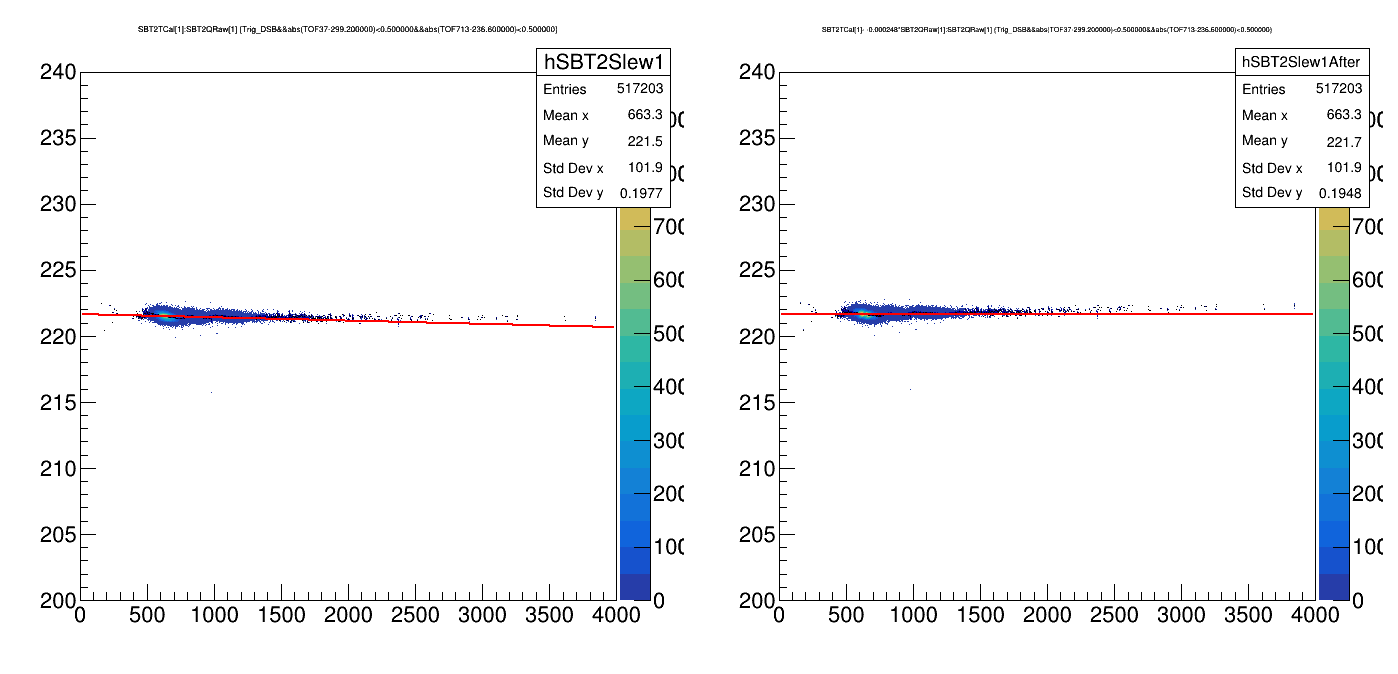 SBT2TCal[1]:SBT2QRaw[1] {Trig_DSB&&abs(TOF37-299.200000)<0.500000&&abs(TOF713-236.600000)<0.500000}
hSBT2Slew1
Entries 517203
Mean x 663.3
Mean y 221.5
Std Dev x 101.9
Std Dev y 0.1977
240
235
230
225
220
215
210
205
200
0 500 1000 1500 2000 2500 3000 3500 4000
700
600
500
400
300
200
100
0
SBT2TCal[1]- -0.000248*SBT2QRaw[1]:SBT2QRaw[1] {Trig_DSB&&abs(TOF37-299.200000)<0.500000&&abs(TOF713-236.600000)<0.500000}
hSBT2Slew1After
Entries 517203
Mean x 663.3
Mean y 221.7
Std Dev x 101.9
Std Dev y 0.1948
240
235
230
225
220
215
210
205
200
0 500 1000 1500 2000 2500 3000 3500 4000
700
600
500
400
300
200
100
0